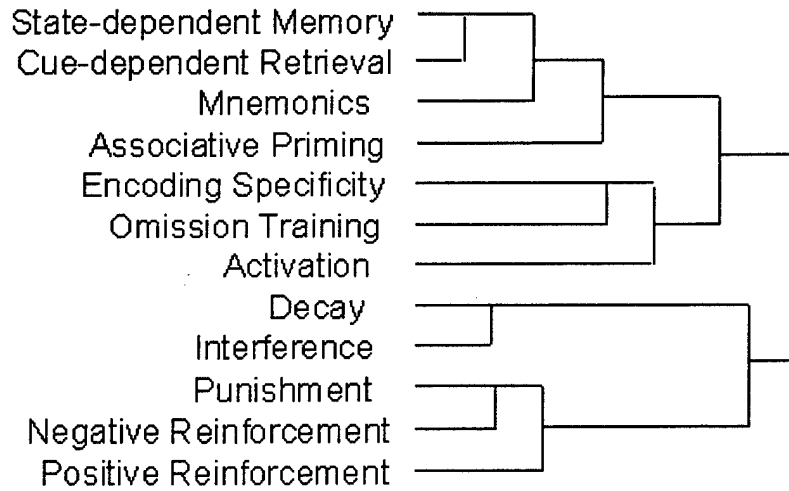 State-dependent Memory
Cue-dependent Retrieval
Mnemonics
Associative Priming
Encoding Specificity
Omission Training
Activation
Decay
Interference
Punishment
Negative Reinforcement
Positive Reinforcement